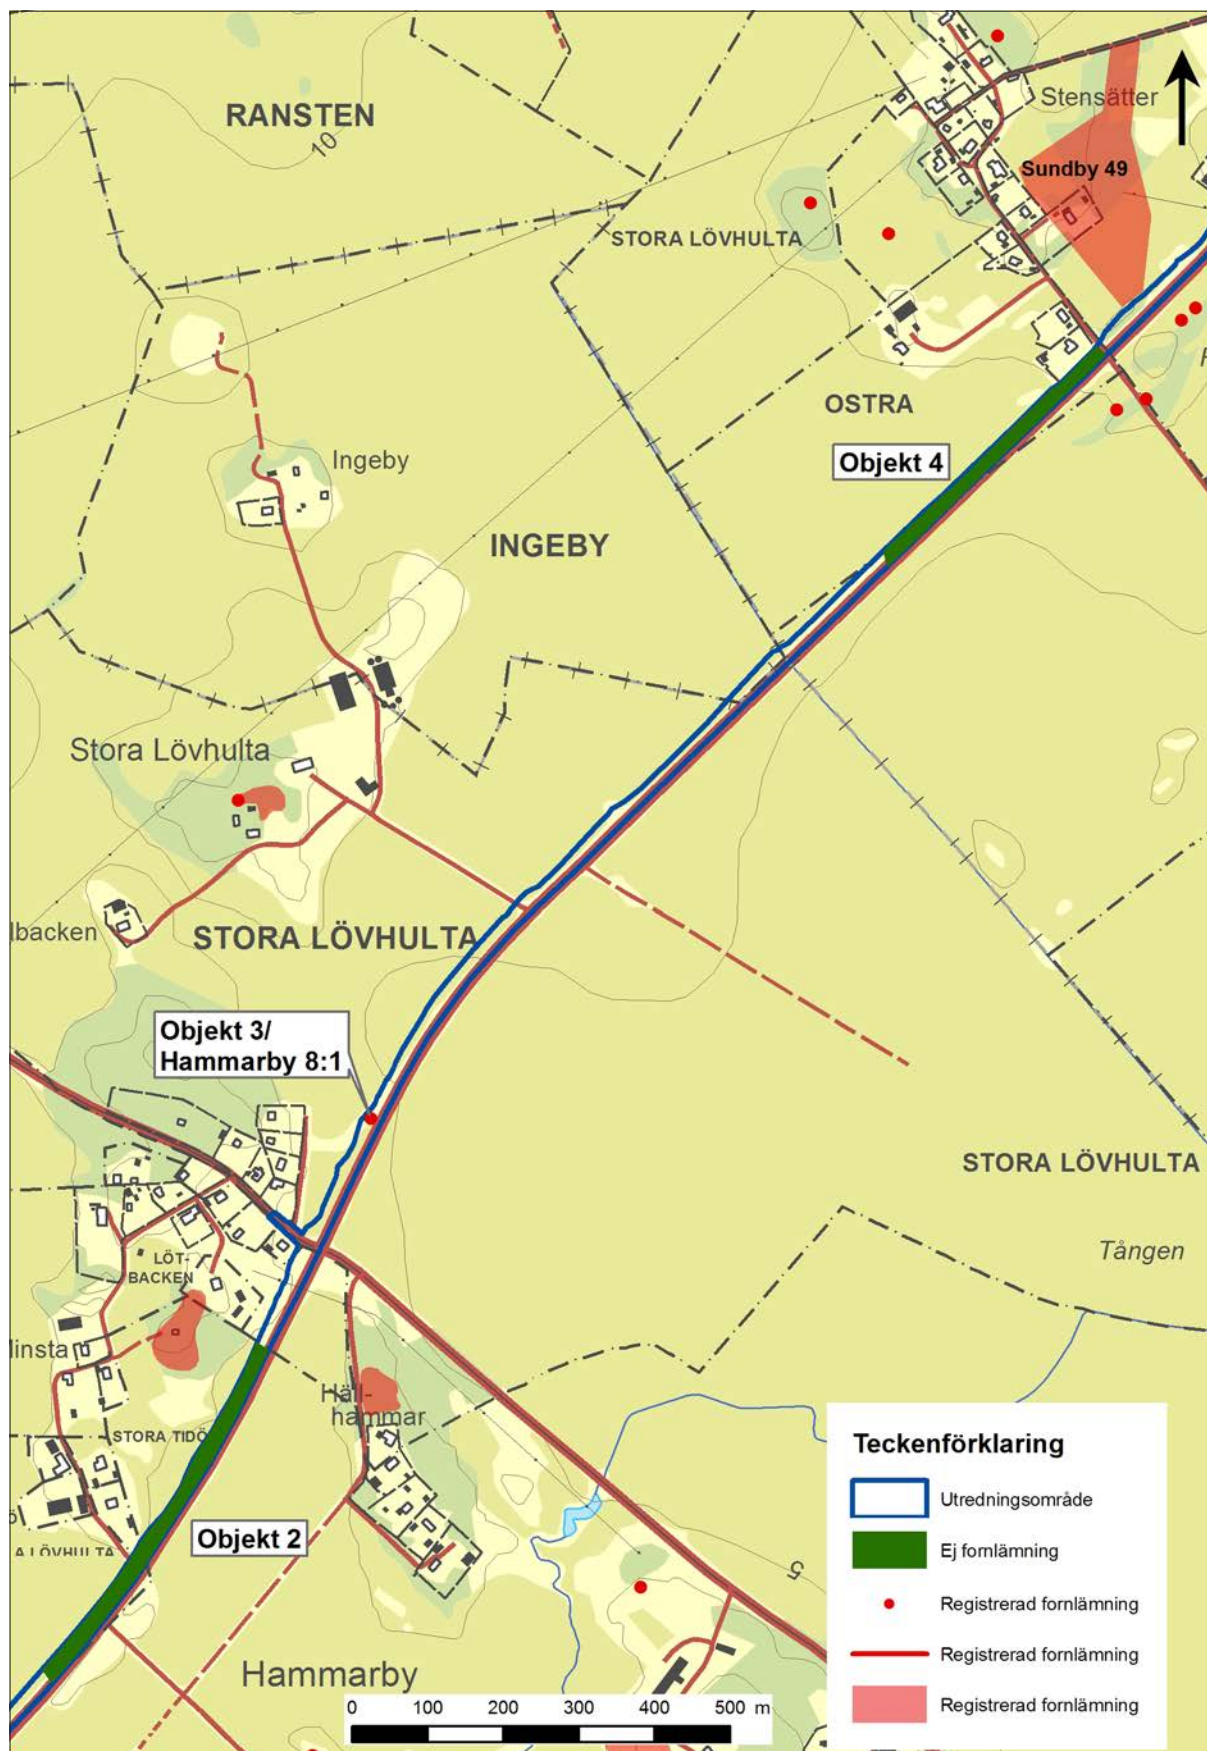 RANSTEN
10
Stensätter
Sundby 49
STORA LÖVHULTA
OSTRA
Objekt 4
Ingeby
INGEBY
Stora Lövhulta
lbacken
STORA LÖVHULTA
Objekt 3/
Hammarby 8:1
STORA LÖVHULTA
Tången
LÖT-
BACKEN
linsta
Häll-
hammar
STORA TIDÖ
Objekt 2
A LÖVHULTA
5
Hammarby
0 100 200 300 400 500 m
Teckenförklaring
Utredningsområde
Ej fornlämning
Registrerad fornlämning
Registrerad fornlämning
Registrerad fornlämning